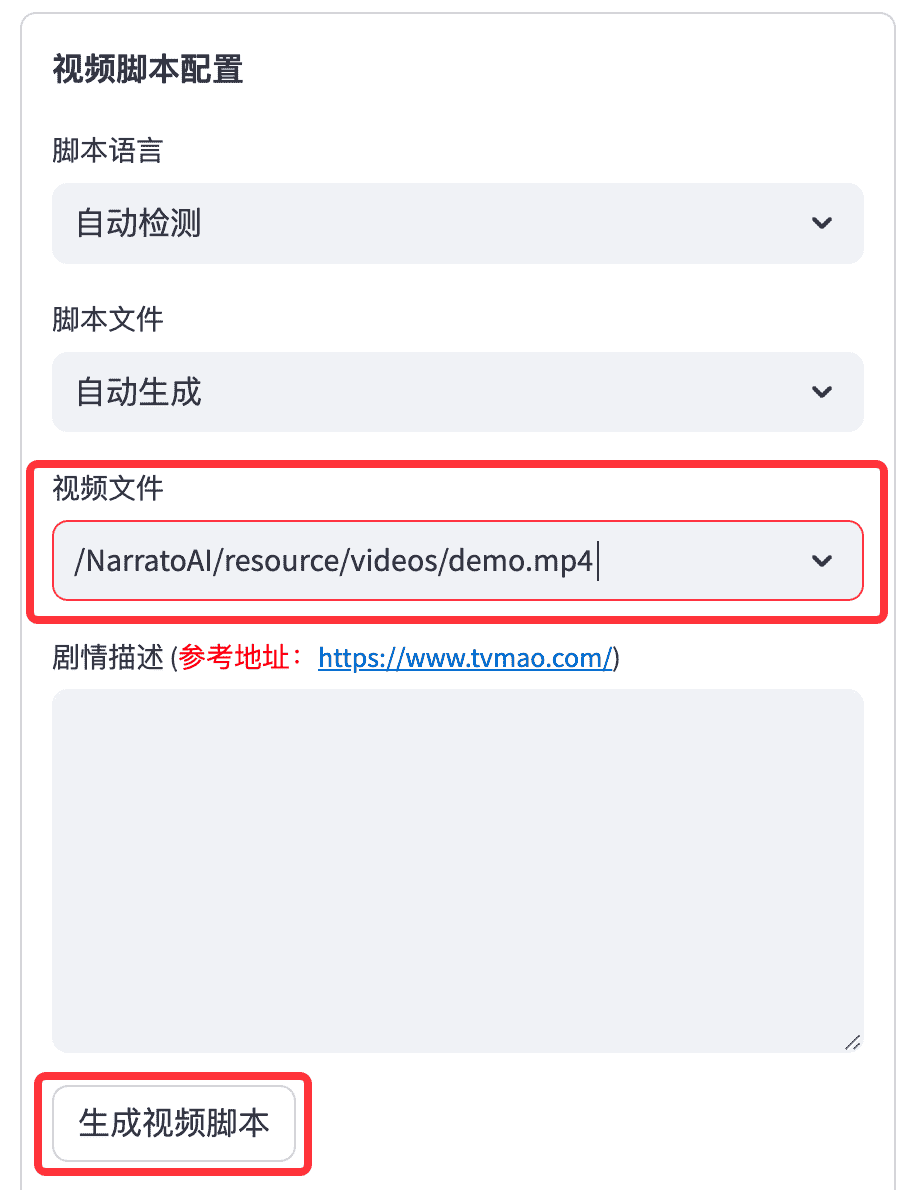 视频脚本配置
脚本语言
自动检测
脚本文件
自动生成
视频文件
/NarratoAI/resource/videos/demo.mp4
剧情描述 (参考地址：https://www.tvmao.com/)
生成视频脚本